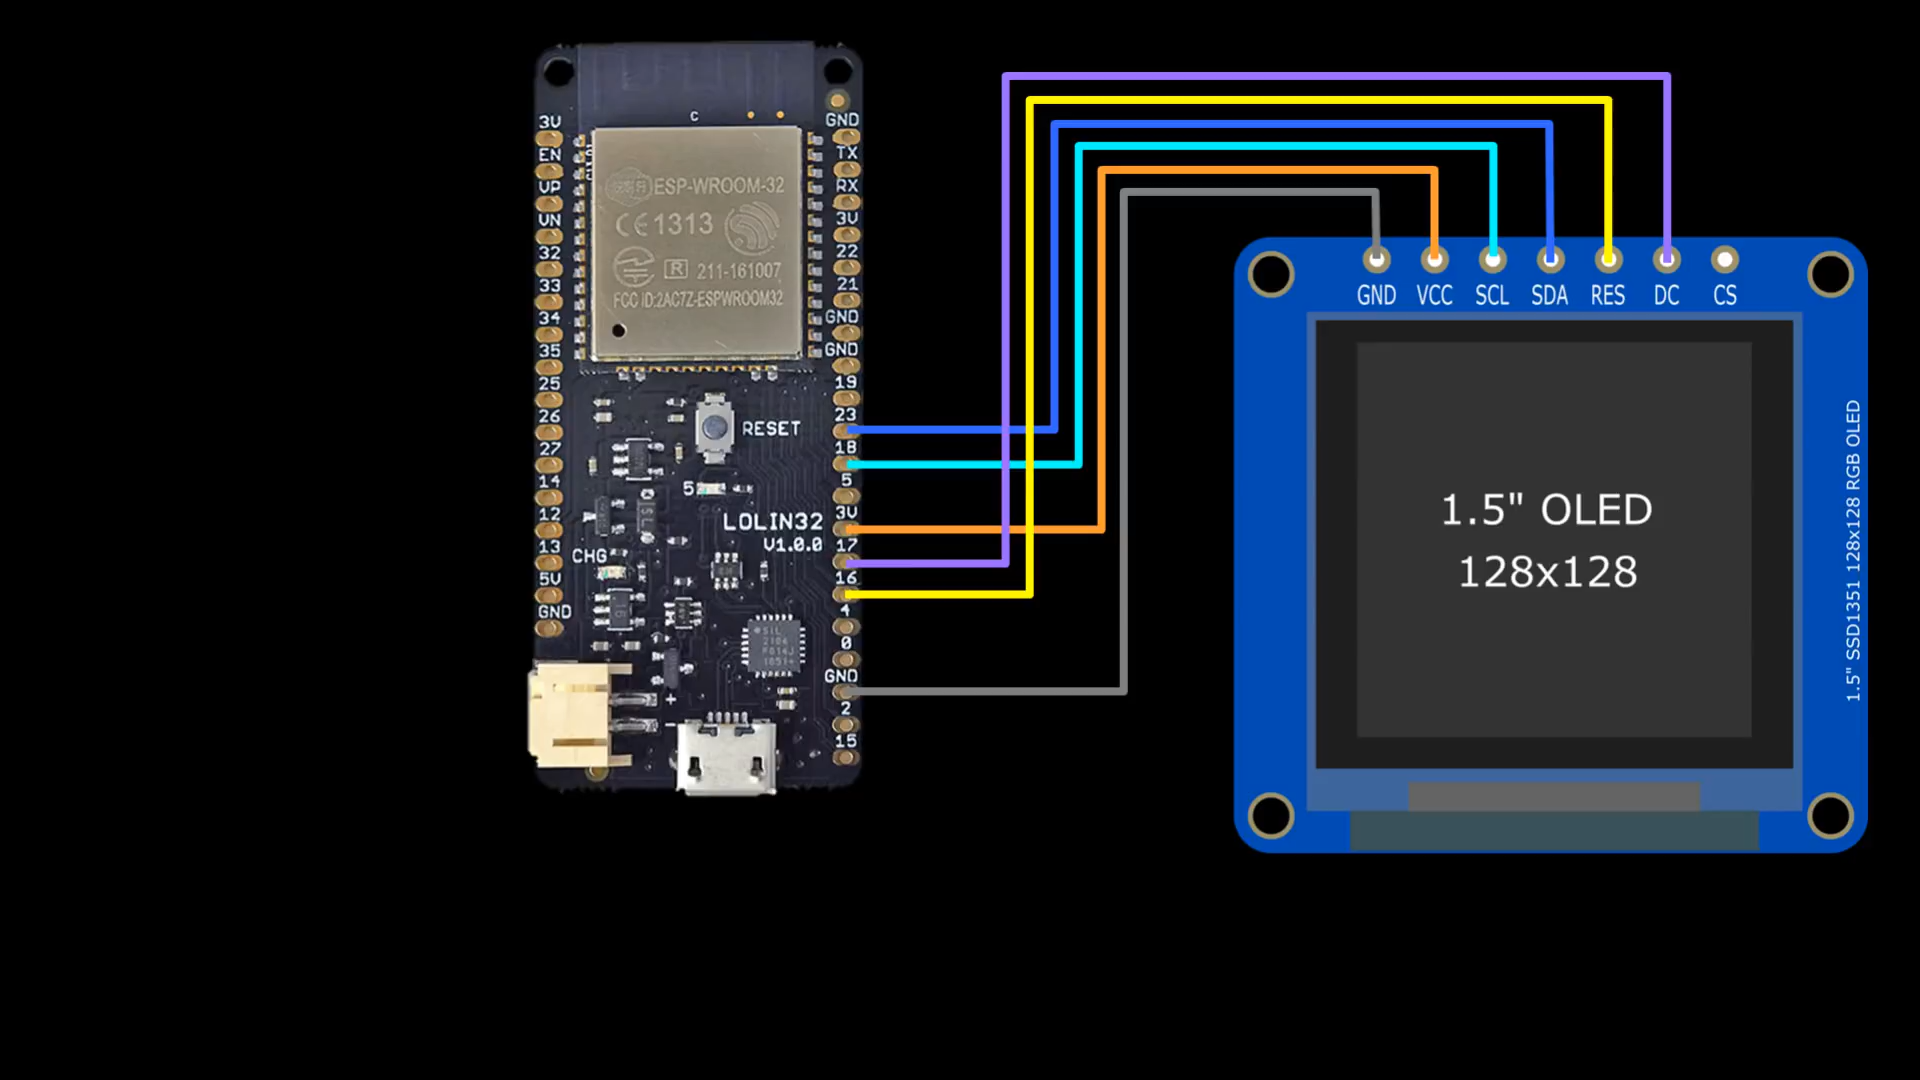 C
3V
EN
VP
VN
32
33
34
35
25
26
27
14
12
13
5V
GND
ESP-WROOM-32
CE1313
R 211-161007
FCC ID:2AC7Z-ESPWROOM32
RESET
5
LOLIN32
V1.0.0
CHG
+
-
GND
TX
RX
3V
22
21
GND
GND
19
23
18
5
3V
17
16
4
0
GND
2
15
GND VCC SCL SDA RES DC CS
1.5" OLED
128x128
1.5" SSD1351 128x128 RGB OLED